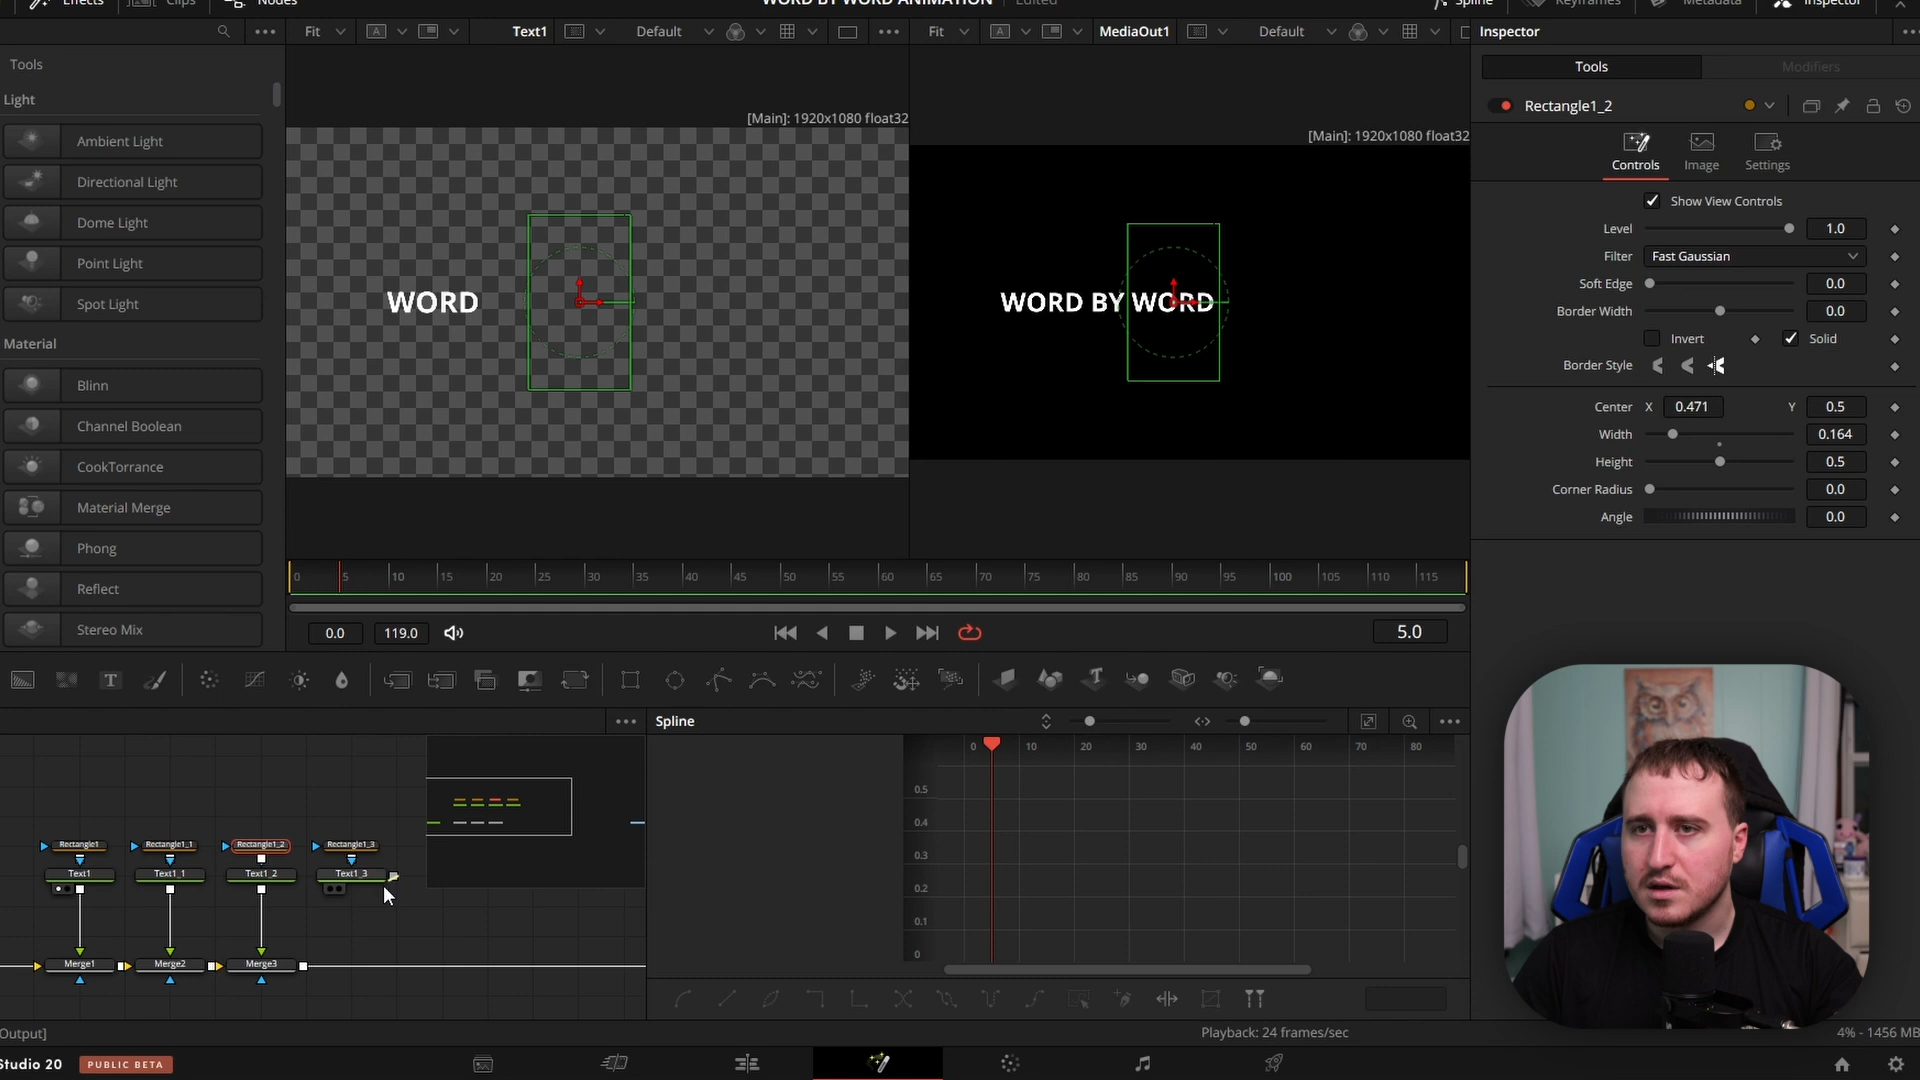 Effects
Clips
Nodes
WORD BY WORD ANIMATION Edited
Spline
Keyframes
Metadata
Inspector
Fit
Text1
Default
Fit
MediaOut1
Default
Inspector
Tools
Tools
Modifiers
Light
[Main]: 1920x1080 float32
[Main]: 1920x1080 float32
Rectangle1_2
Ambient Light
Directional Light
Dome Light
Point Light
Spot Light
Material
Blinn
Channel Boolean
CookTorrance
Material Merge
Phong
Reflect
Stereo Mix
WORD
WORD BY WORD
Controls
Image
Settings
Show View Controls
Level 1.0
Filter Fast Gaussian
Soft Edge 0.0
Border Width 0.0
Invert Solid
Border Style
Center X 0.471 Y 0.5
Width 0.164
Height 0.5
Corner Radius 0.0
Angle 0.0
0 5 10 15 20 25 30 35 40 45 50 55 60 65 70 75 80 85 90 95 100 105 110 115
0.0 119.0 5.0
T
Spline
0 10 20 30 40 50 60 70 80
0.5
0.4
0.3
0.2
0.1
0
Rectangle1 Rectangle1_1 Rectangle1_2 Rectangle1_3
Text1 Text1_1 Text1_2 Text1_3
Merge1 Merge2 Merge3
Output]
Playback: 24 frames/sec
4% - 1456 MB
Studio 20 PUBLIC BETA